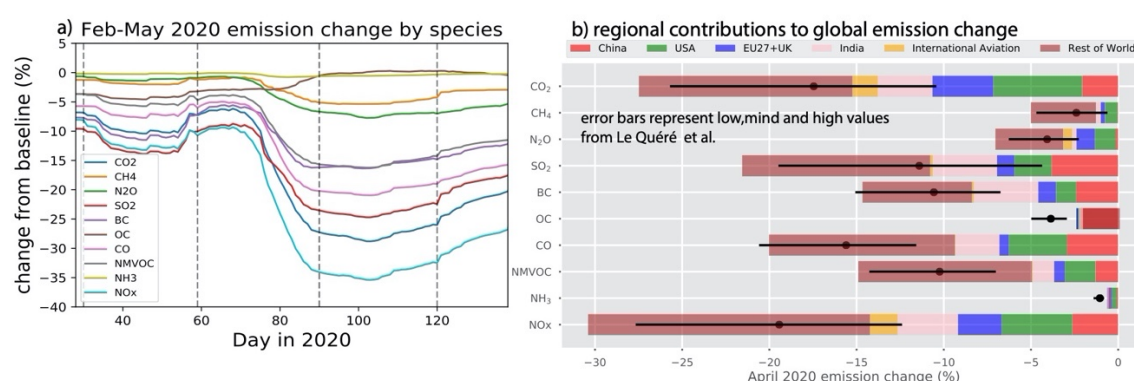 a) Feb-May 2020 emission change by species
5
0
−5
−10
−15
−20
−25
−30
−35
−40
change from baseline (%)
CO2
CH4
N2O
SO2
BC
OC
CO
NMVOC
NH3
NOx
40
60
80
100
120
Day in 2020
b) regional contributions to global emission change
China USA EU27+UK India International Aviation Rest of World
CO₂
CH₄
N₂O
SO₂
BC
OC
CO
NMVOC
NH₃
NOx
error bars represent low,mind and high values
from Le Quéré et al.
−30 −25 −20 −15 −10 −5 0
April 2020 emission change (%)